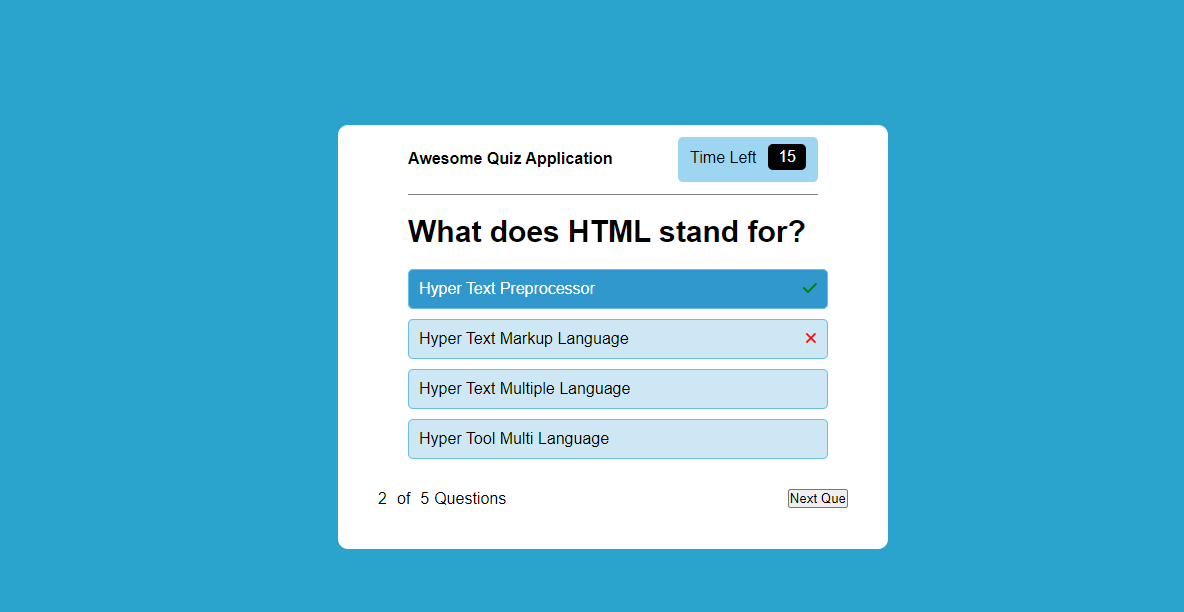 Awesome Quiz Application
Time Left 15
What does HTML stand for?
Hyper Text Preprocessor
Hyper Text Markup Language
Hyper Text Multiple Language
Hyper Tool Multi Language
2 of 5 Questions
Next Que